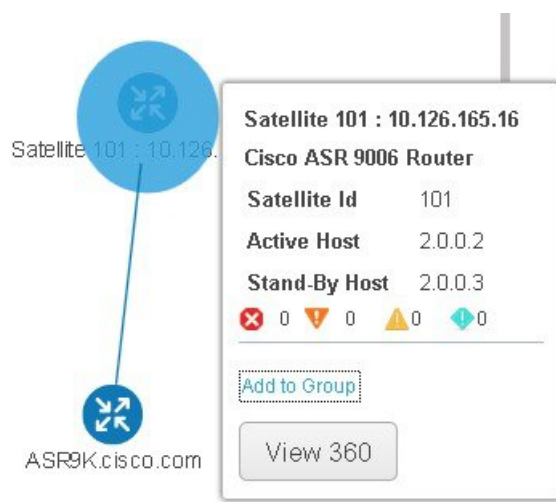 Satellite 101 : 10.126.
Satellite 101 : 10.126.165.16
Cisco ASR 9006 Router
Satellite Id 101
Active Host 2.0.0.2
Stand-By Host 2.0.0.3
0 0 0 0
Add to Group
View 360
ASR9K.cisco.com